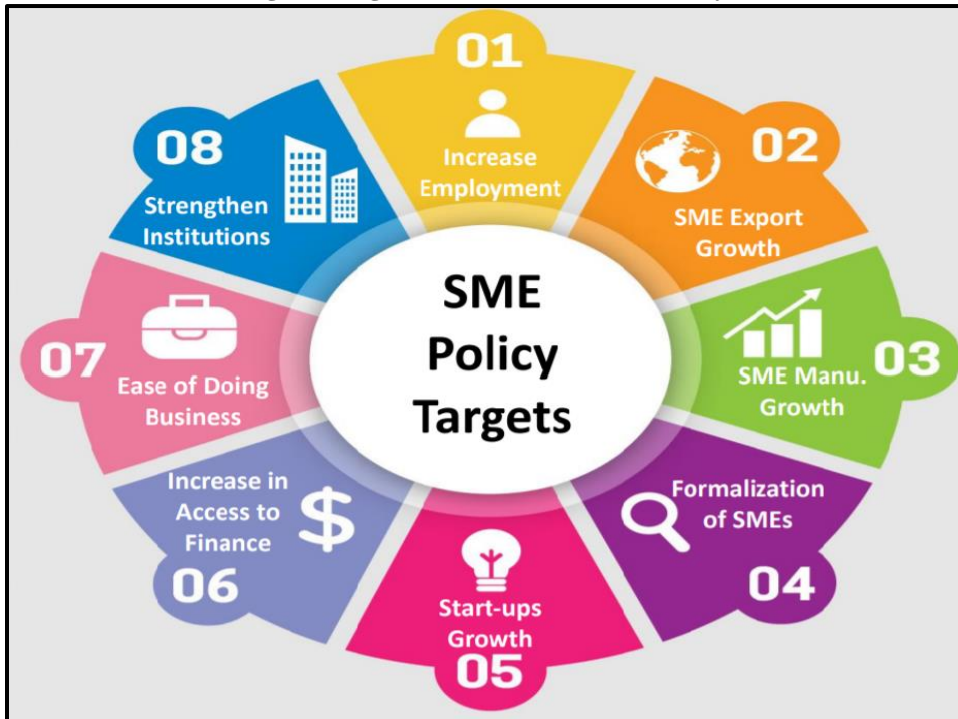 SME
Policy
Targets
01
Increase
Employment
02
SME Export
Growth
03
SME Manu.
Growth
Formalization
of SMEs
04
Start-ups
Growth
05
Increase in
Access to
Finance
$
06
07
Ease of Doing
Business
08
Strengthen
Institutions